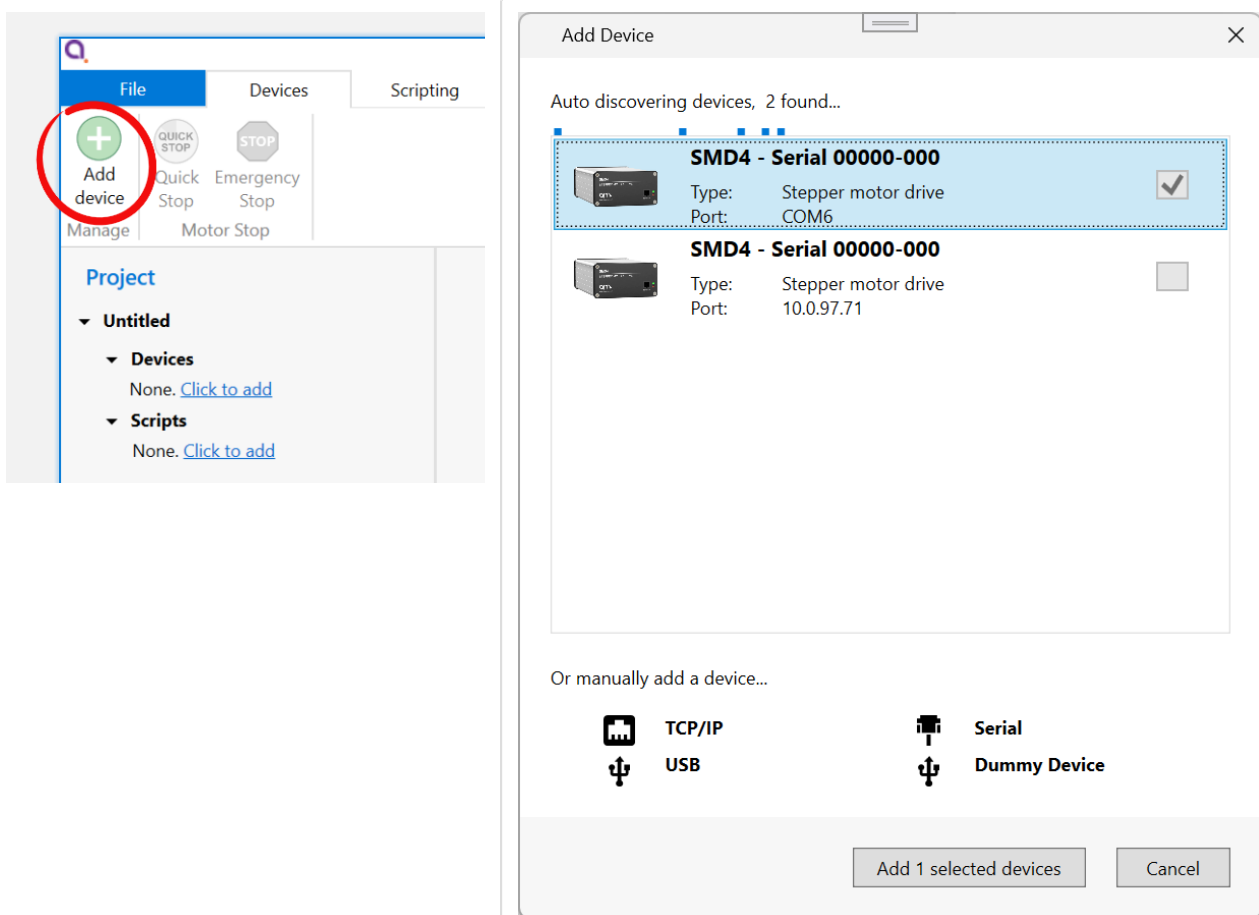 File Devices Scripting
QUICK STOP
STOP
Add device
Quick Stop
Emergency Stop
Manage
Motor Stop
Project
Untitled
Devices
None. Click to add
Scripts
None. Click to add
Add Device
Auto discovering devices, 2 found...
SMD4 - Serial 00000-000
Type: Stepper motor drive
Port: COM6
SMD4 - Serial 00000-000
Type: Stepper motor drive
Port: 10.0.97.71
Or manually add a device...
TCP/IP Serial
USB Dummy Device
Add 1 selected devices Cancel